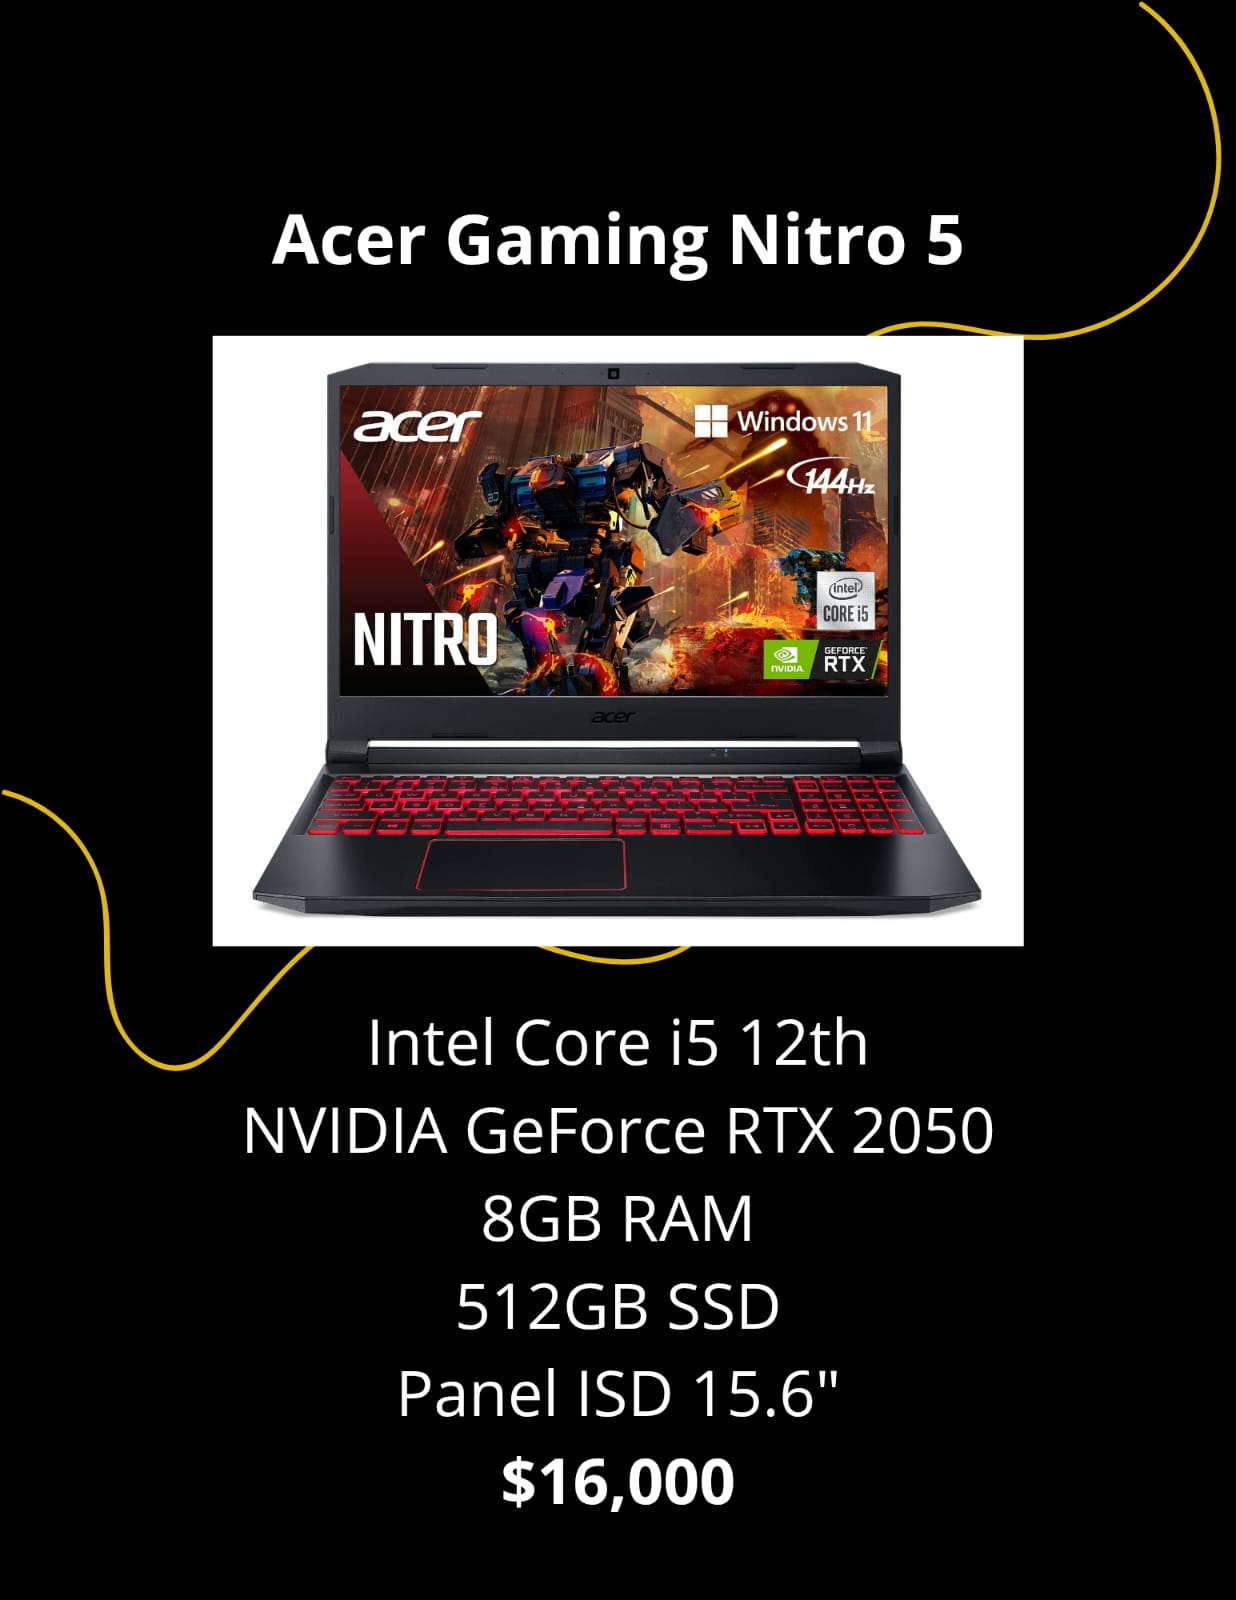 Acer Gaming Nitro 5
acer
Windows 11
144Hz
intel
CORE i5
NITRO
NVIDIA.
GEFORCE
RTX
acer
Intel Core i5 12th
NVIDIA GeForce RTX 2050
8GB RAM
512GB SSD
Panel ISD 15.6"
$16,000